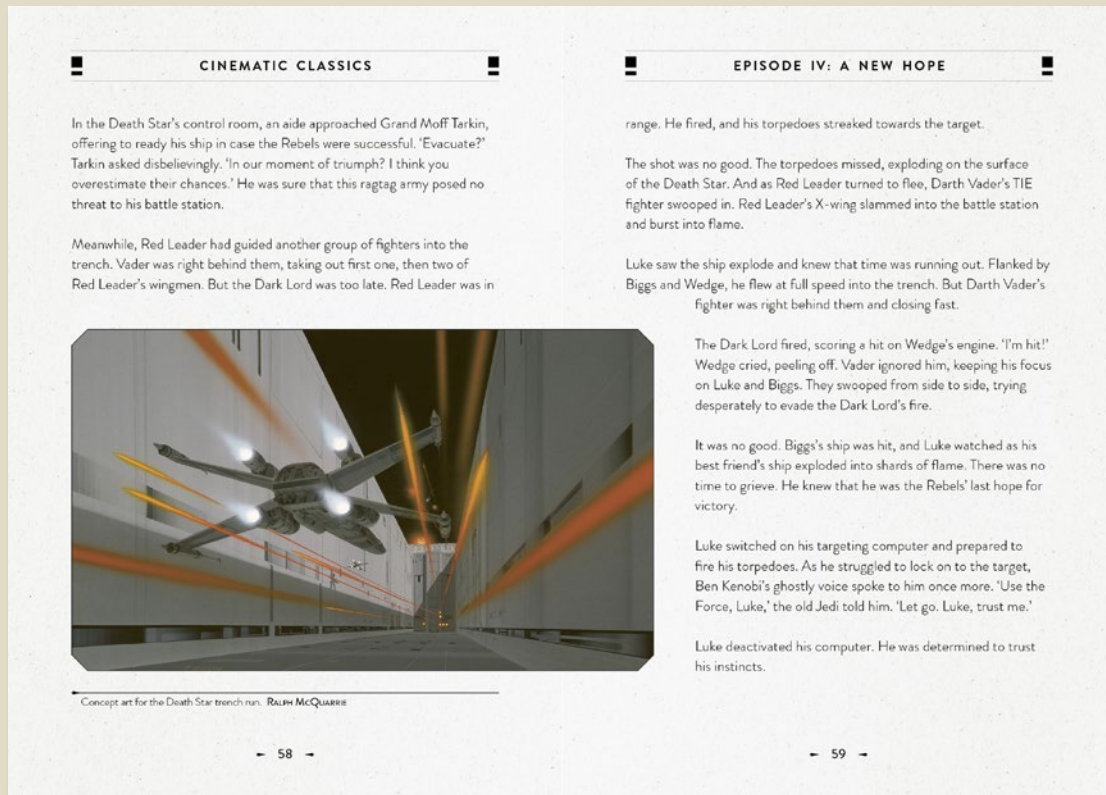 CINEMATIC CLASSICS
In the Death Star's control room, an aide approached Grand Moff Tarkin,
offering to ready his ship in case the Rebels were successful. 'Evacuate?'
Tarkin asked disbelievingly. 'In our moment of triumph? I think you
overestimate their chances.' He was sure that this ragtag army posed no
threat to his battle station.
Meanwhile, Red Leader had guided another group of fighters into the
trench. Vader was right behind them, taking out first one, then two of
Red Leader's wingmen. But the Dark Lord was too late. Red Leader was in
Concept art for the Death Star trench run. RALPH MCQUARRIE
58
EPISODE IV: A NEW HOPE
range. He fired, and his torpedoes streaked towards the target.
The shot was no good. The torpedoes missed, exploding on the surface
of the Death Star. And as Red Leader turned to flee, Darth Vader's TIE
fighter swooped in. Red Leader's X-wing slammed into the battle station
and burst into flame.
Luke saw the ship explode and knew that time was running out. Flanked by
Biggs and Wedge, he flew at full speed into the trench. But Darth Vader's
fighter was right behind them and closing fast.
The Dark Lord fired, scoring a hit on Wedge's engine. 'I'm hit!'
Wedge cried, peeling off. Vader ignored him, keeping his focus
on Luke and Biggs. They swooped from side to side, trying
desperately to evade the Dark Lord's fire.
It was no good. Biggs's ship was hit, and Luke watched as his
best friend's ship exploded into shards of flame. There was no
time to grieve. He knew that he was the Rebels' last hope for
victory.
Luke switched on his targeting computer and prepared to
fire his torpedoes. As he struggled to lock on to the target,
Ben Kenobi's ghostly voice spoke to him once more. 'Use the
Force, Luke,' the old Jedi told him. 'Let go. Luke, trust me.'
Luke deactivated his computer. He was determined to trust
his instincts.
59